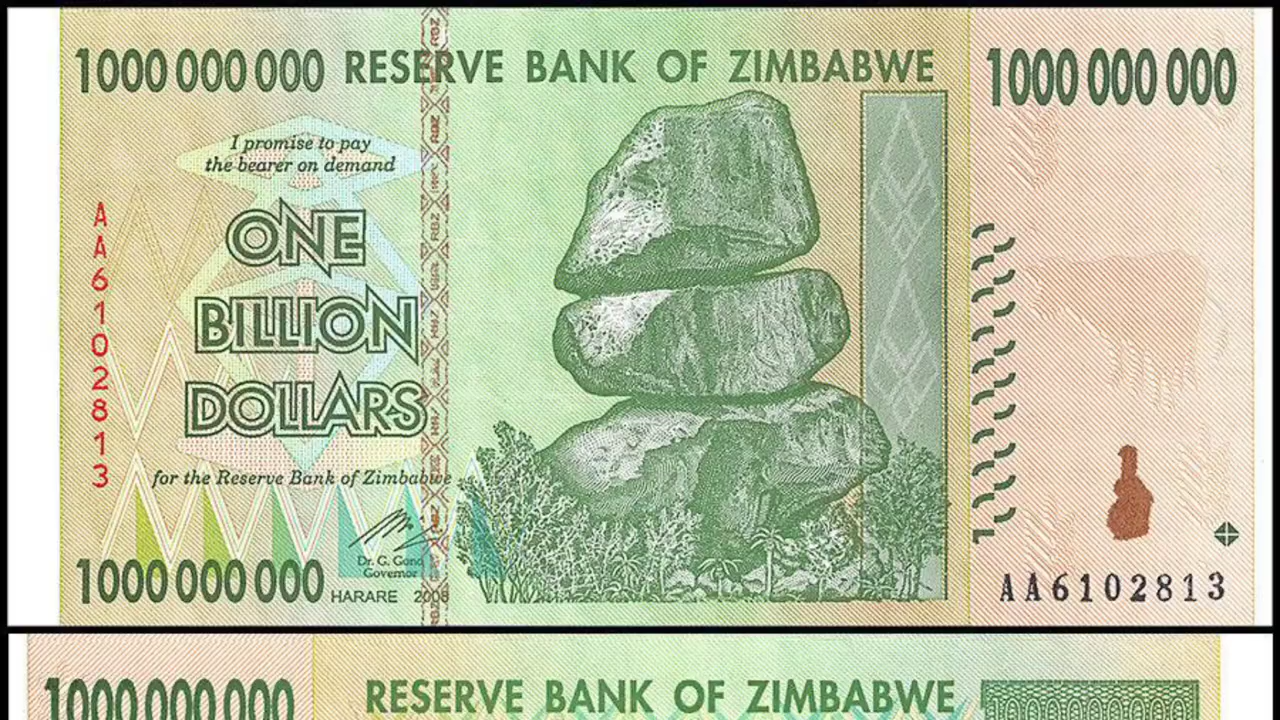 1000 000 000 RESERVE BANK OF ZIMBABWE 1000 000 000
I promise to pay
the bearer on demand
ONE
BILLION
DOLLARS
AA6102813
for the Reserve Bank of Zimbabwe
Dr. G. Gono
Governor
1000 000 000 HARARE 2008
AA6102813
1000 000 000 RESERVE BANK OF ZIMBABWE